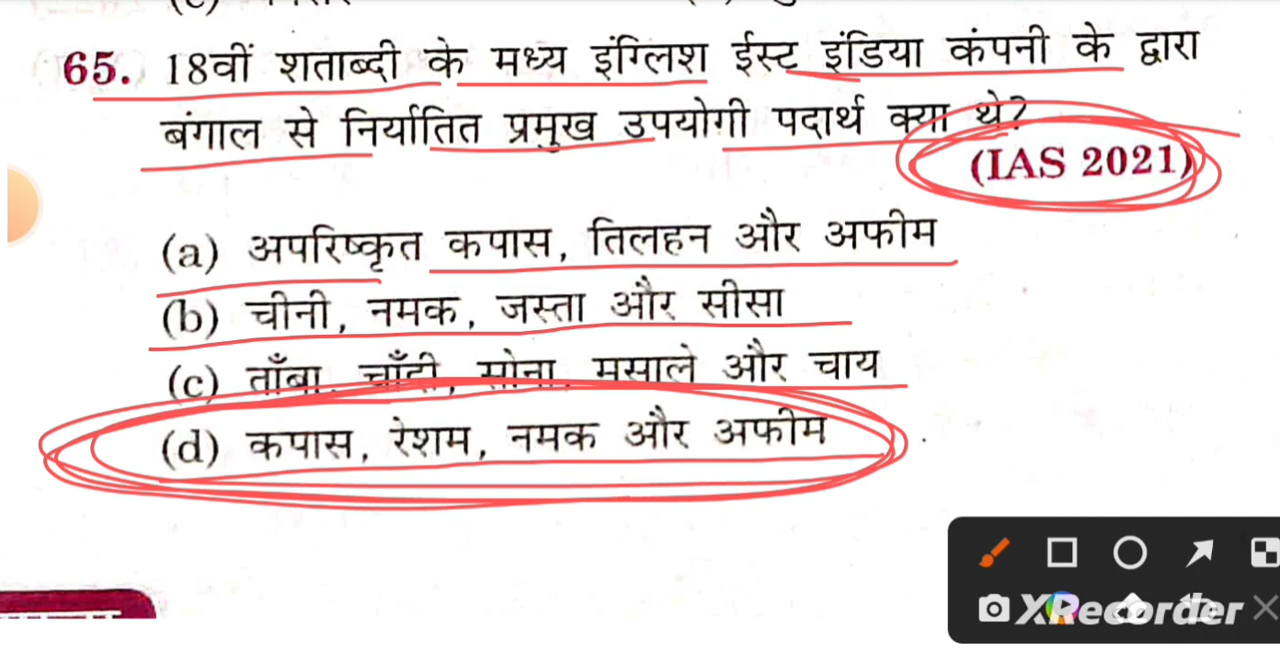 65. 18वीं शताब्दी के मध्य इंग्लिश ईस्ट इंडिया कंपनी के द्वारा
बंगाल से निर्यातित प्रमुख उपयोगी पदार्थ क्या थे?
(IAS 2021)
(a) अपरिष्कृत कपास, तिलहन और अफीम
(b) चीनी, नमक, जस्ता और सीसा
(c) ताँबा, चाँदी, सोना, मसाले और चाय
(d) कपास, रेशम, नमक और अफीम
XRecorder